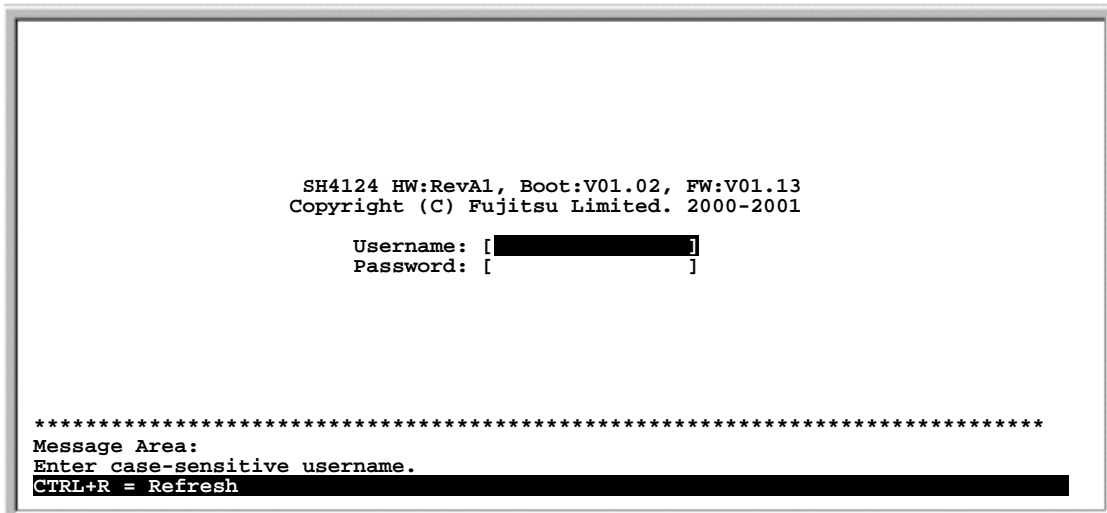 SH4124 HW:RevA1, Boot:V01.02, FW:V01.13
Copyright (C) Fujitsu Limited. 2000-2001
Username: [               ]
Password: [               ]
*******************************************************************************
Message Area:
Enter case-sensitive username.
CTRL+R = Refresh